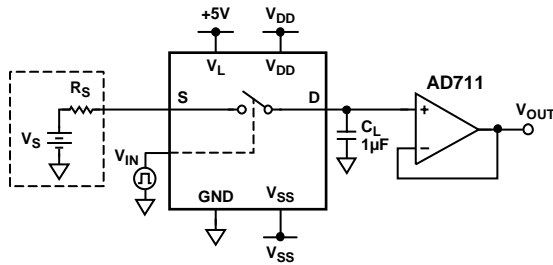 +5V
V_DD
V_L
V_DD
AD711
R_S
S
D
V_OUT
+
V_S
C_L
1µF
−
V_IN
GND
V_SS
V_SS